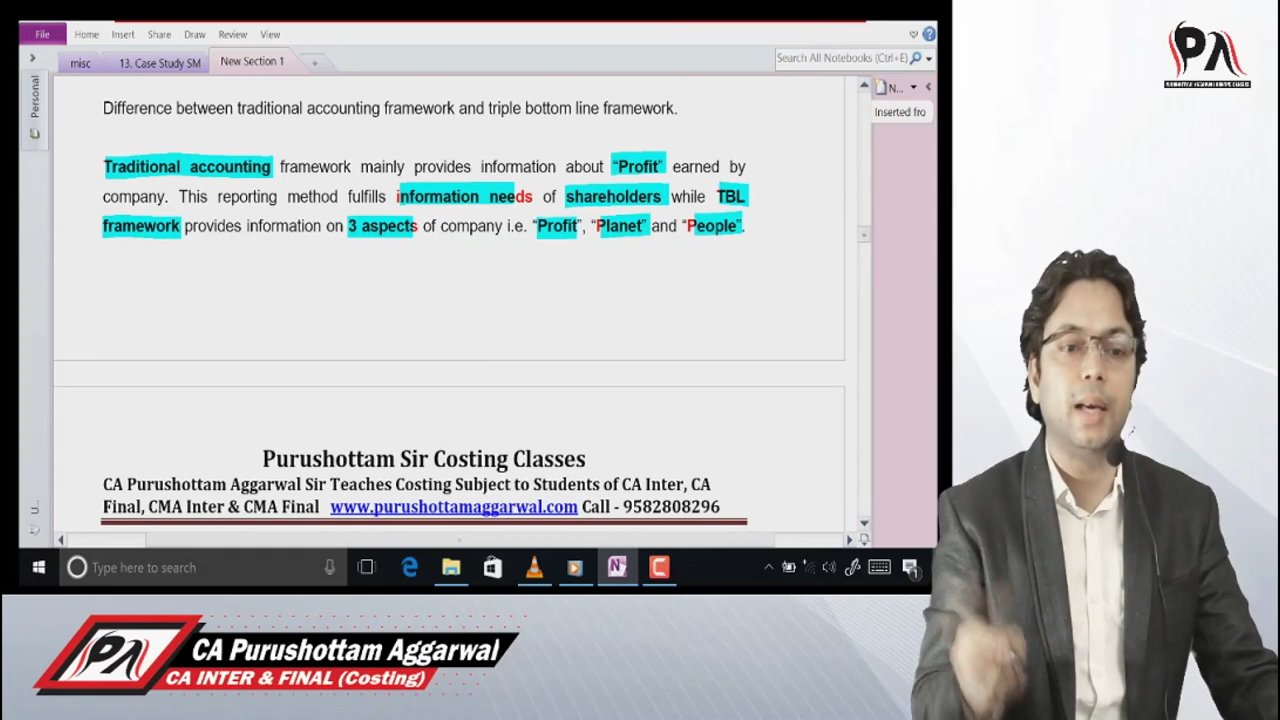 File Home Insert Share Draw Review View
misc 13. Case Study SM New Section 1
Search All Notebooks (Ctrl+E)
Personal
N...
Inserted fro
Difference between traditional accounting framework and triple bottom line framework.
Traditional accounting framework mainly provides information about “Profit” earned by
company. This reporting method fulfills information needs of shareholders while TBL
framework provides information on 3 aspects of company i.e. “Profit”, “Planet” and “People”.
Purushottam Sir Costing Classes
CA Purushottam Aggarwal Sir Teaches Costing Subject to Students of CA Inter, CA
Final, CMA Inter & CMA Final www.purushottamaggarwal.com Call - 9582808296
U...
Type here to search
PA
CA Purushottam Aggarwal
CA INTER & FINAL (Costing)
PA